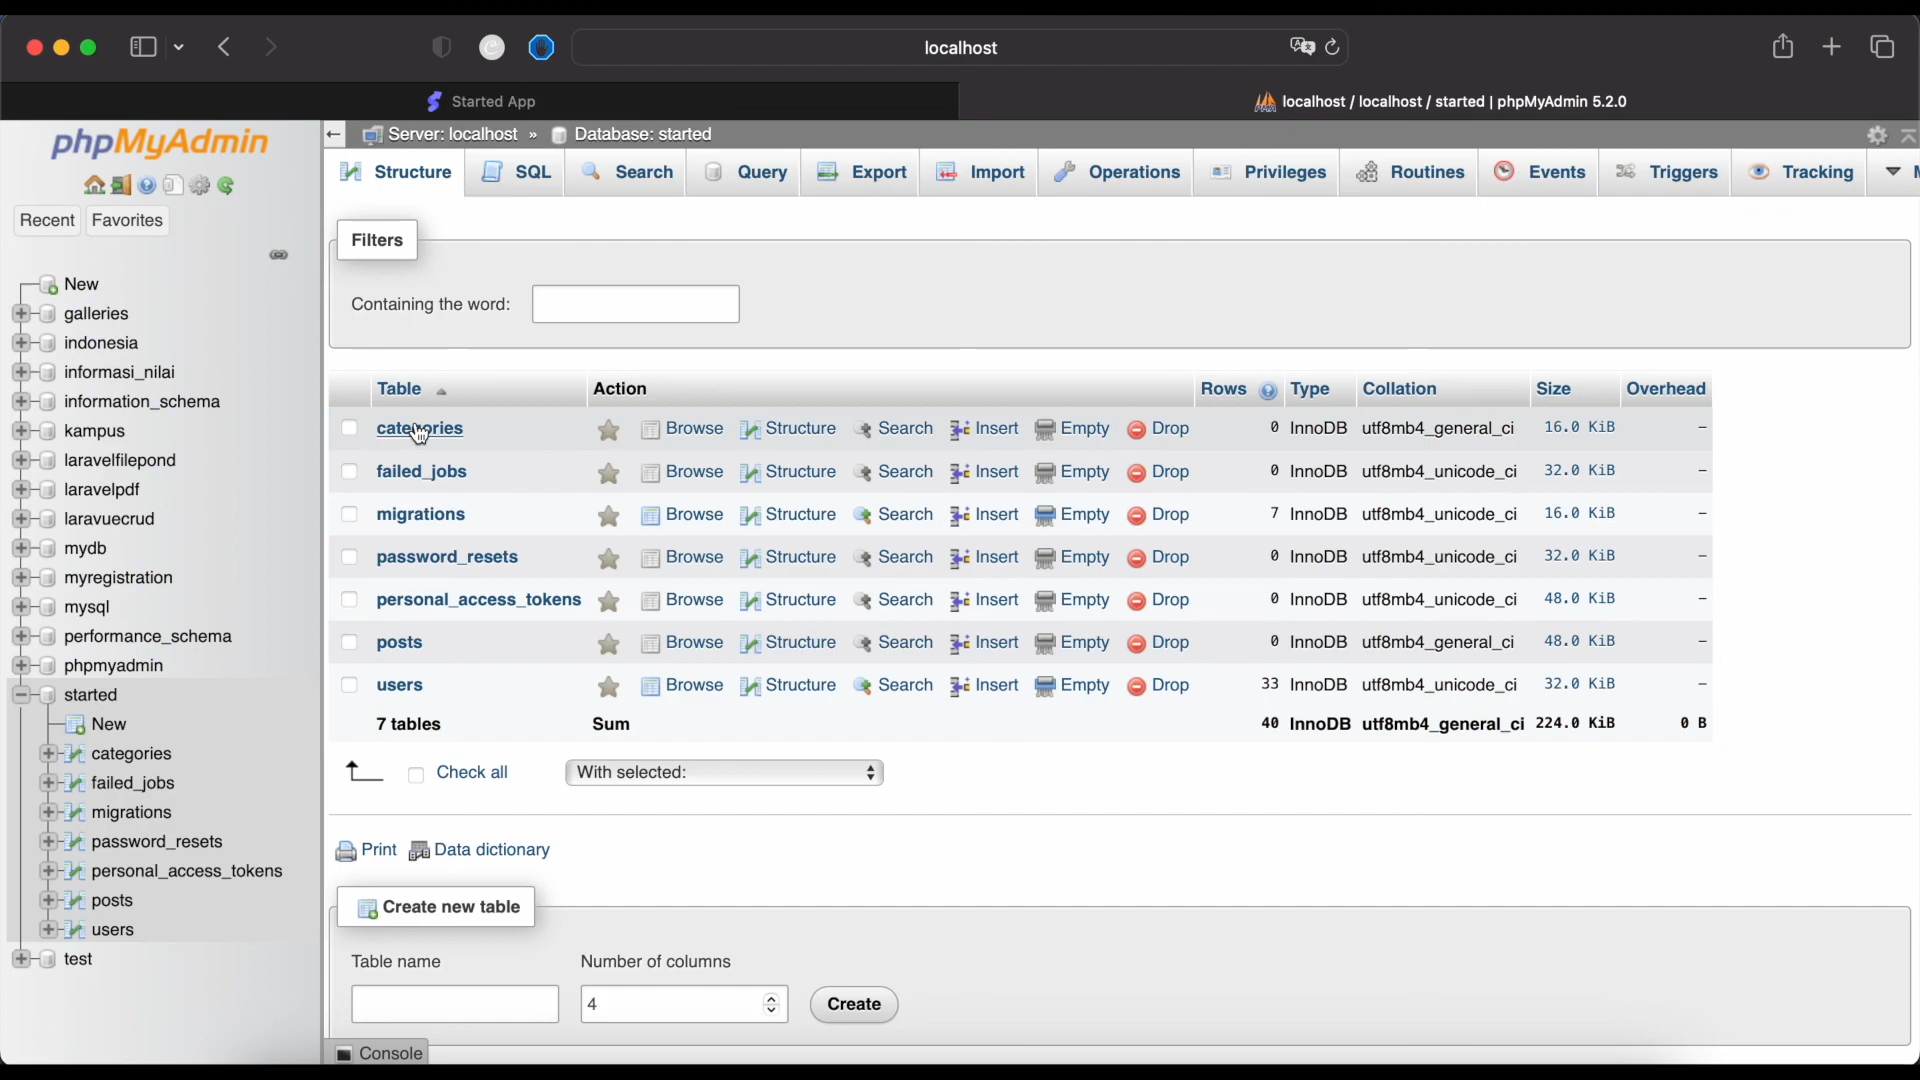 localhost
Started App
localhost / localhost / started | phpMyAdmin 5.2.0
phpMyAdmin
Recent Favorites
New
galleries
indonesia
informasi_nilai
information_schema
kampus
laravelfilepond
laravelpdf
laravuecrud
mydb
myregistration
mysql
performance_schema
phpmyadmin
started
New
categories
failed_jobs
migrations
password_resets
personal_access_tokens
posts
users
test
Server: localhost » Database: started
Structure SQL Search Query Export Import Operations Privileges Routines Events Triggers Tracking
Filters
Containing the word:
Table Action Rows Type Collation Size Overhead
categories Browse Structure Search Insert Empty Drop 0 InnoDB utf8mb4_general_ci 16.0 KiB -
failed_jobs Browse Structure Search Insert Empty Drop 0 InnoDB utf8mb4_unicode_ci 32.0 KiB -
migrations Browse Structure Search Insert Empty Drop 7 InnoDB utf8mb4_unicode_ci 16.0 KiB -
password_resets Browse Structure Search Insert Empty Drop 0 InnoDB utf8mb4_unicode_ci 32.0 KiB -
personal_access_tokens Browse Structure Search Insert Empty Drop 0 InnoDB utf8mb4_unicode_ci 48.0 KiB -
posts Browse Structure Search Insert Empty Drop 0 InnoDB utf8mb4_general_ci 48.0 KiB -
users Browse Structure Search Insert Empty Drop 33 InnoDB utf8mb4_unicode_ci 32.0 KiB -
7 tables Sum 40 InnoDB utf8mb4_general_ci 224.0 KiB 0 B
Check all With selected:
Print Data dictionary
Create new table
Table name Number of columns
4 Create
Console